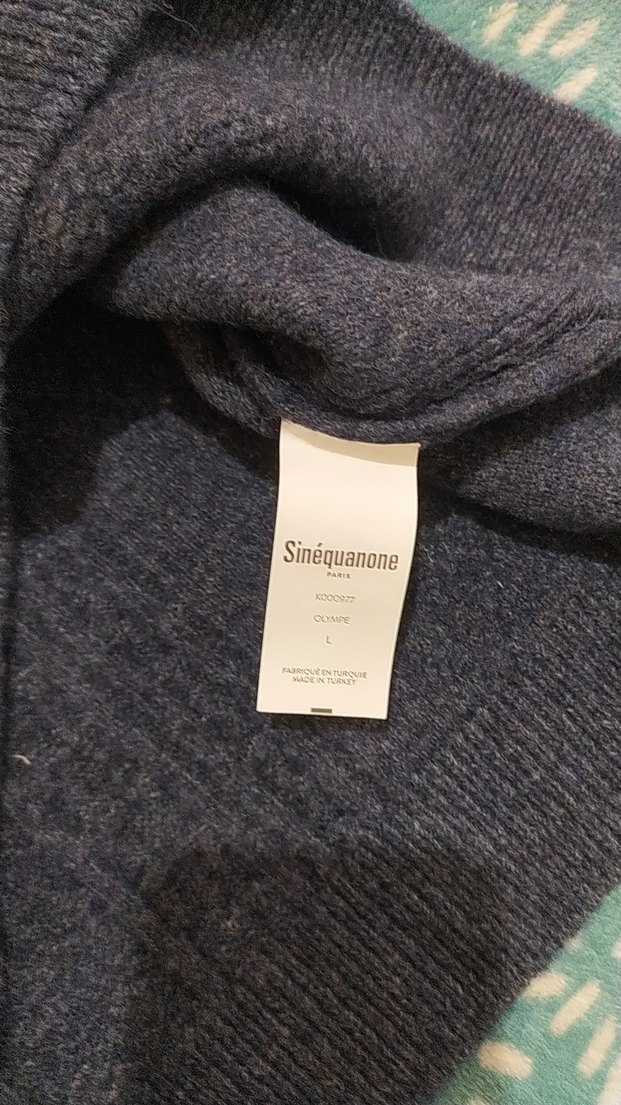 Sinéquanone
PARIS
K000977
OLYMPE
L
FABRIQUÉ EN TURQUIE
MADE IN TURKEY